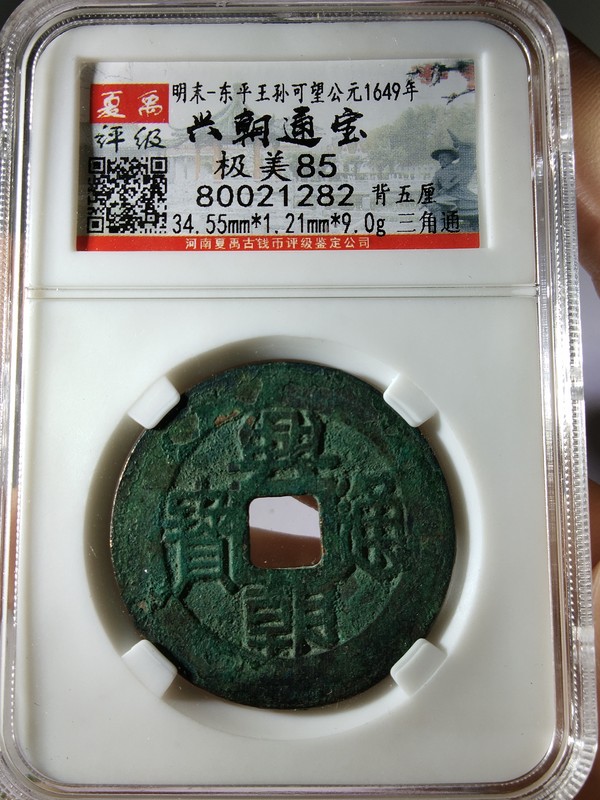 夏禹
评级
明末-东平王孙可望公元1649年
兴朝通宝
极美85
80021282 背五厘
34.55mm*1.21mm*9.0g 三角通
河南夏禹古钱币评级鉴定公司
興朝通寶